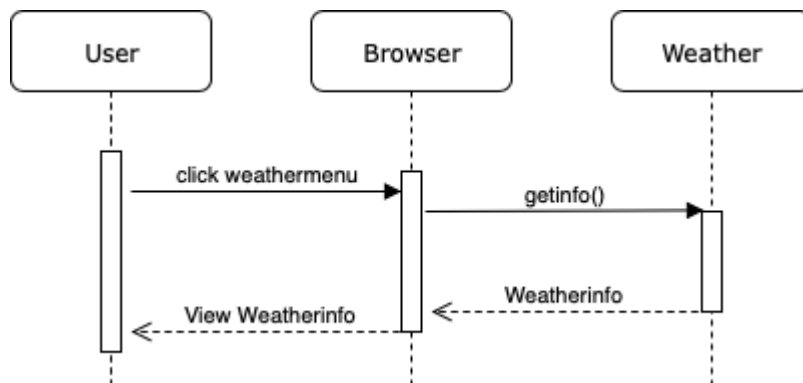 User
Browser
Weather
click weathermenu
getinfo()
Weatherinfo
View Weatherinfo